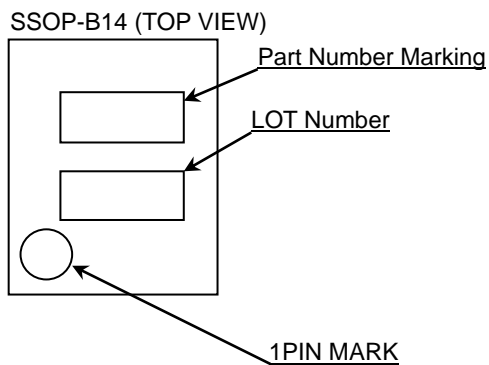 SSOP-B14 (TOP VIEW)
Part Number Marking
LOT Number
1PIN MARK